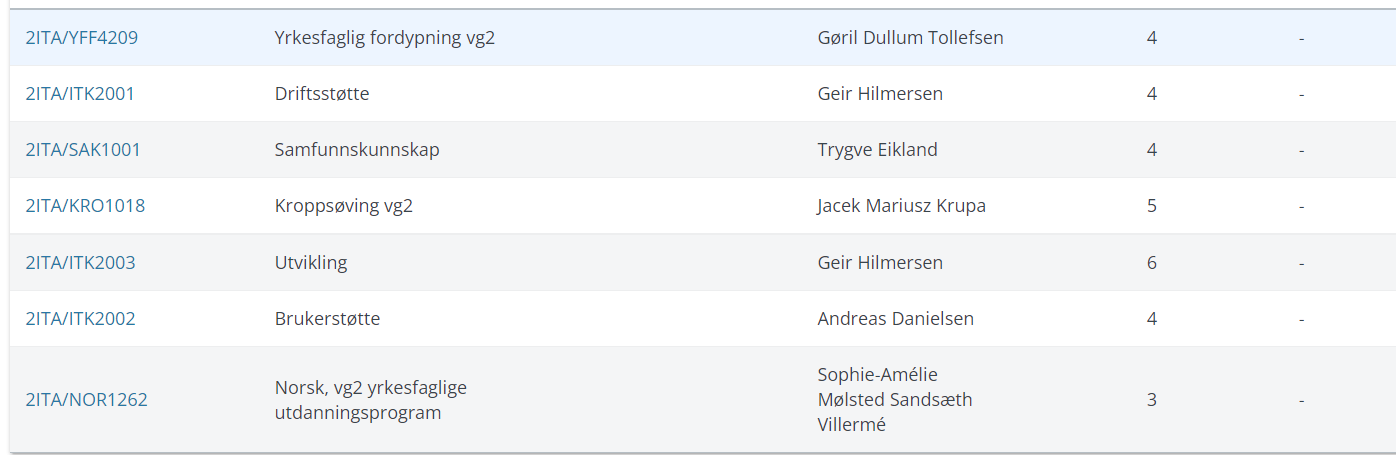 2ITA/YFF4209 Yrkesfaglig fordypning vg2 Gøril Dullum Tollefsen 4 -
2ITA/ITK2001 Driftsstøtte Geir Hilmersen 4 -
2ITA/SAK1001 Samfunnskunnskap Trygve Eikland 4 -
2ITA/KRO1018 Kroppsøving vg2 Jacek Mariusz Krupa 5 -
2ITA/ITK2003 Utvikling Geir Hilmersen 6 -
2ITA/ITK2002 Brukerstøtte Andreas Danielsen 4 -
2ITA/NOR1262 Norsk, vg2 yrkesfaglige
utdanningsprogram Sophie-Amélie
Mølsted Sandsæth
Villermé 3 -